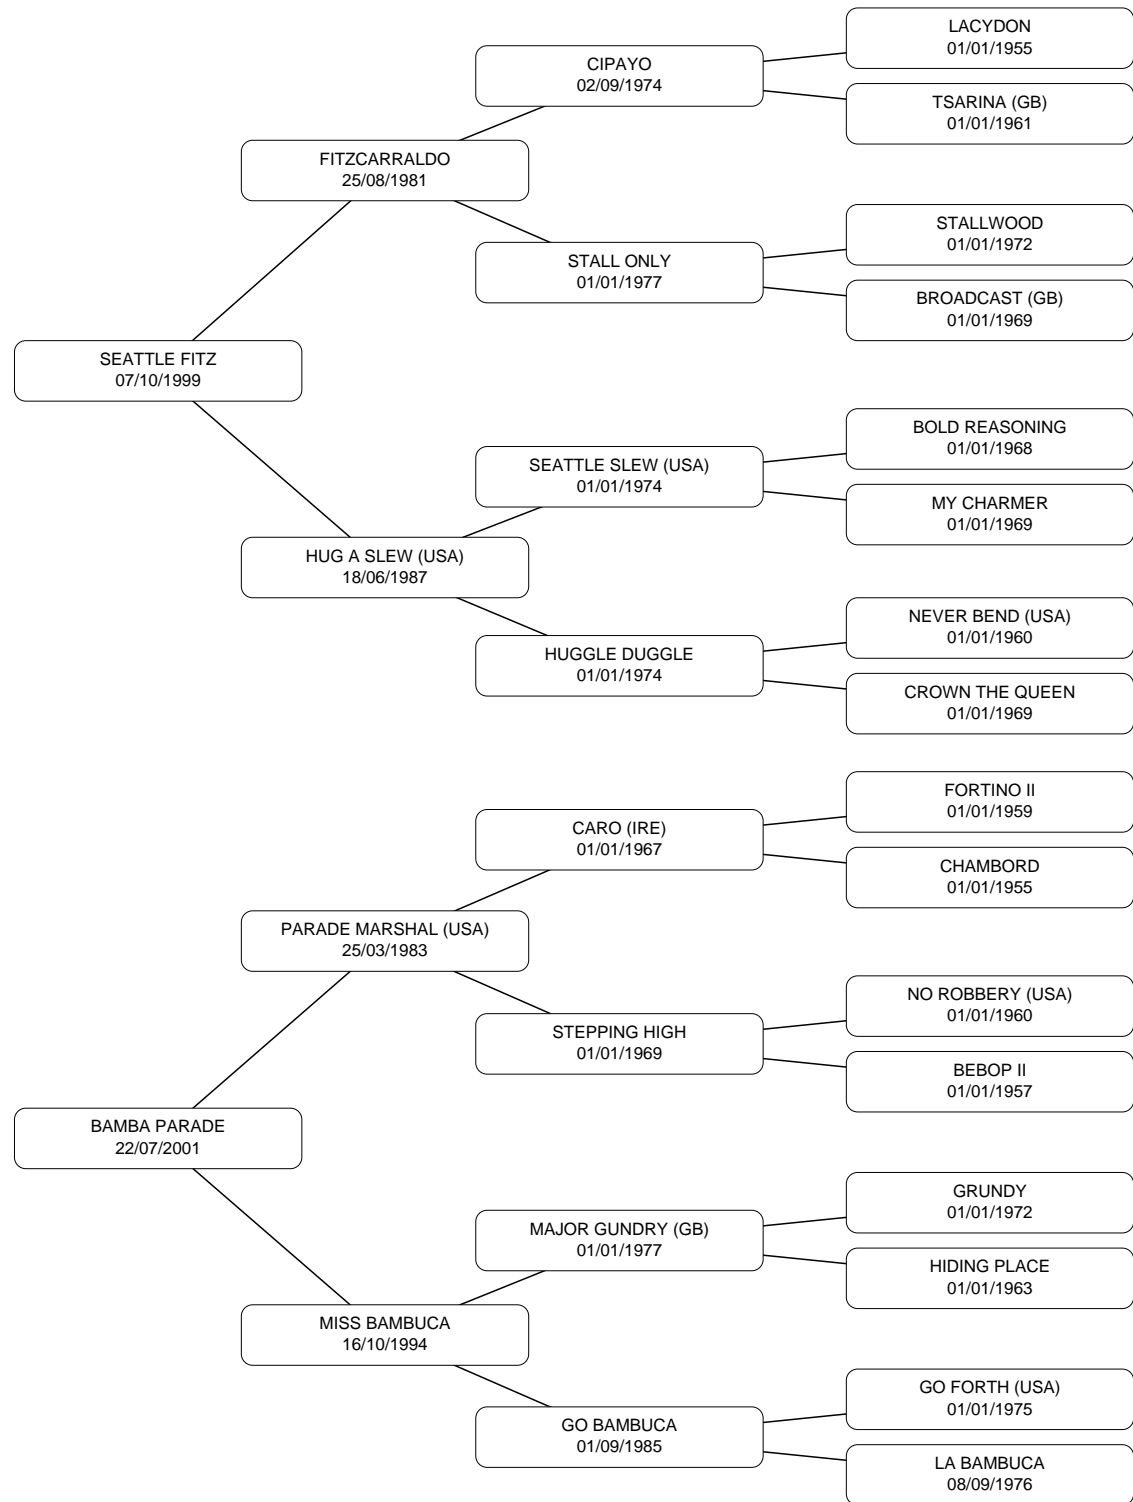 LACYDON
01/01/1955
CIPAYO
02/09/1974
TSARINA (GB)
01/01/1961
FITZCARRALDO
25/08/1981
STALLWOOD
01/01/1972
STALL ONLY
01/01/1977
BROADCAST (GB)
01/01/1969
SEATTLE FITZ
07/10/1999
BOLD REASONING
01/01/1968
SEATTLE SLEW (USA)
01/01/1974
MY CHARMER
01/01/1969
HUG A SLEW (USA)
18/06/1987
NEVER BEND (USA)
01/01/1960
HUGGLE DUGGLE
01/01/1974
CROWN THE QUEEN
01/01/1969
FORTINO II
01/01/1959
CARO (IRE)
01/01/1967
CHAMBORD
01/01/1955
PARADE MARSHAL (USA)
25/03/1983
NO ROBBERY (USA)
01/01/1960
STEPPING HIGH
01/01/1969
BEBOP II
01/01/1957
BAMBA PARADE
22/07/2001
GRUNDY
01/01/1972
MAJOR GUNDRY (GB)
01/01/1977
HIDING PLACE
01/01/1963
MISS BAMBUCA
16/10/1994
GO FORTH (USA)
01/01/1975
GO BAMBUCA
01/09/1985
LA BAMBUCA
08/09/1976